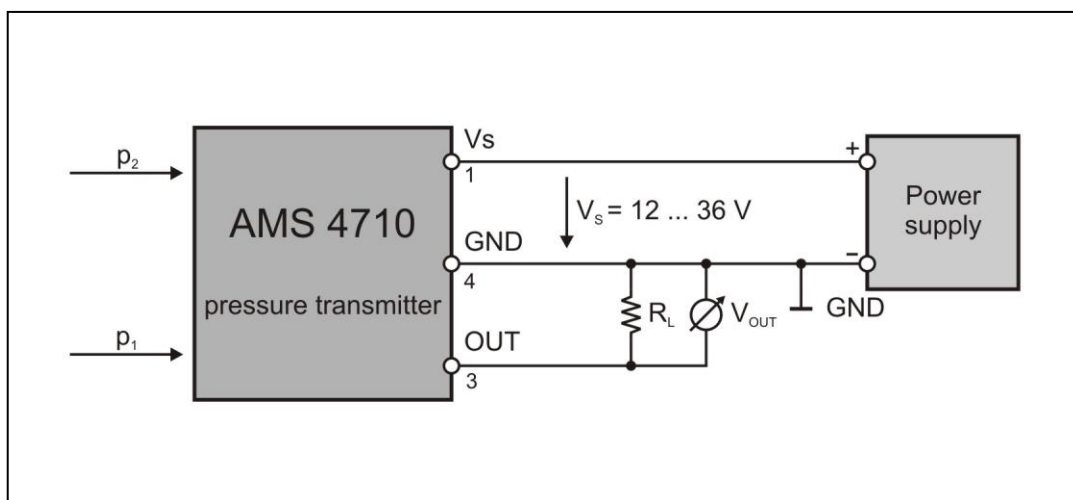 p2
p1
AMS 4710
pressure transmitter
Vs
1
VS = 12 ... 36 V
GND
4
RL
VOUT
GND
OUT
3
+
−
Power
supply